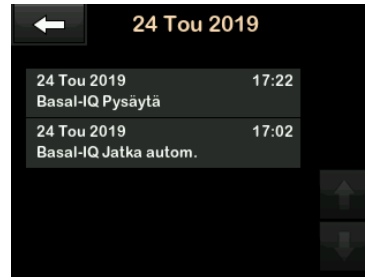 24 Tou 2019
24 Tou 2019 17:22
Basal-IQ Pysäytä
24 Tou 2019 17:02
Basal-IQ Jatka autom.